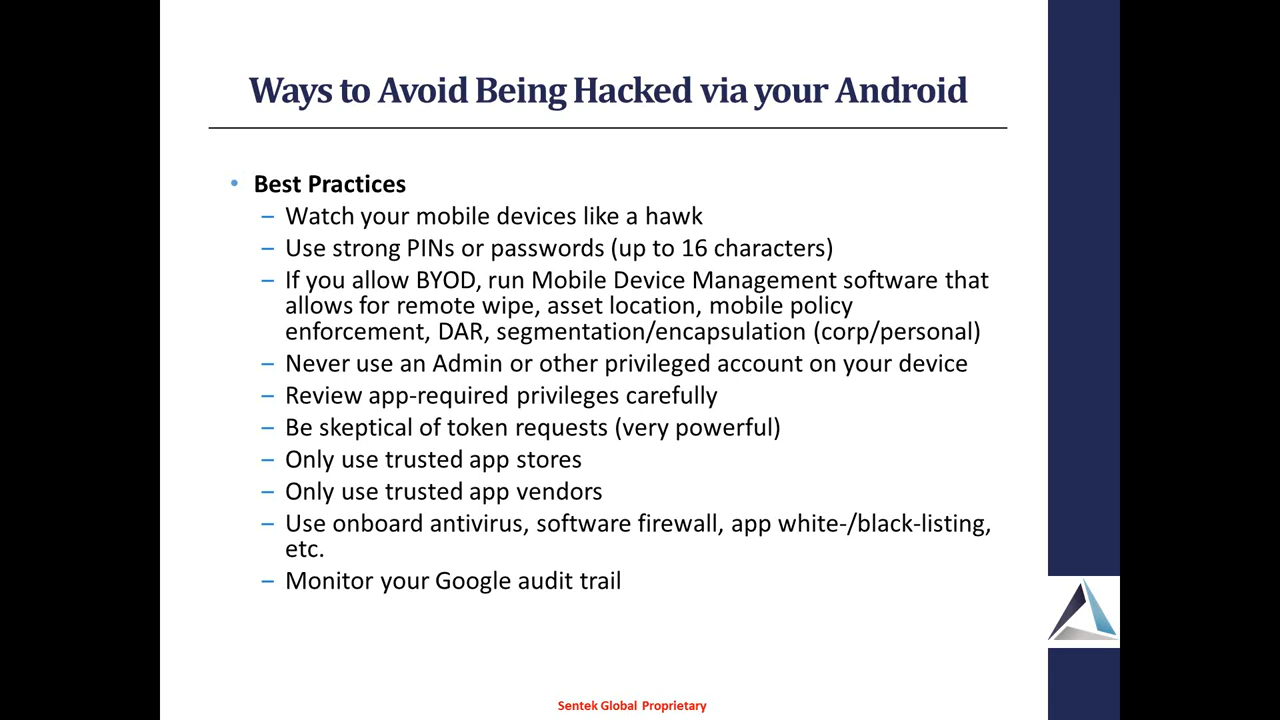 Ways to Avoid Being Hacked via your Android
• Best Practices
– Watch your mobile devices like a hawk
– Use strong PINs or passwords (up to 16 characters)
– If you allow BYOD, run Mobile Device Management software that
allows for remote wipe, asset location, mobile policy
enforcement, DAR, segmentation/encapsulation (corp/personal)
– Never use an Admin or other privileged account on your device
– Review app-required privileges carefully
– Be skeptical of token requests (very powerful)
– Only use trusted app stores
– Only use trusted app vendors
– Use onboard antivirus, software firewall, app white-/black-listing,
etc.
– Monitor your Google audit trail
Sentek Global Proprietary